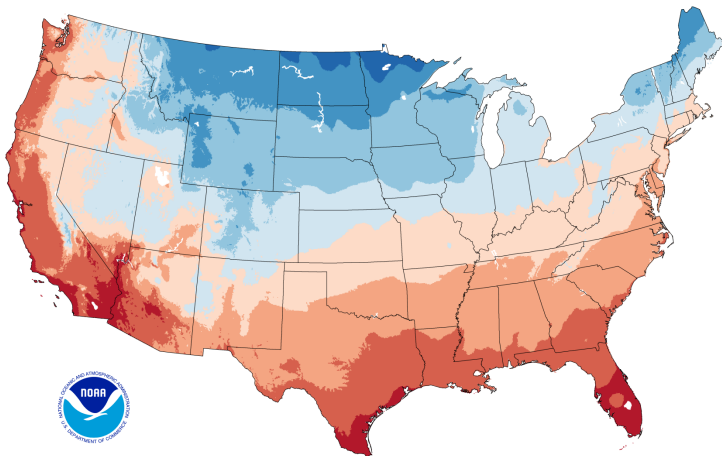 NATIONAL OCEANIC AND ATMOSPHERIC ADMINISTRATION
NOAA
U.S. DEPARTMENT OF COMMERCE